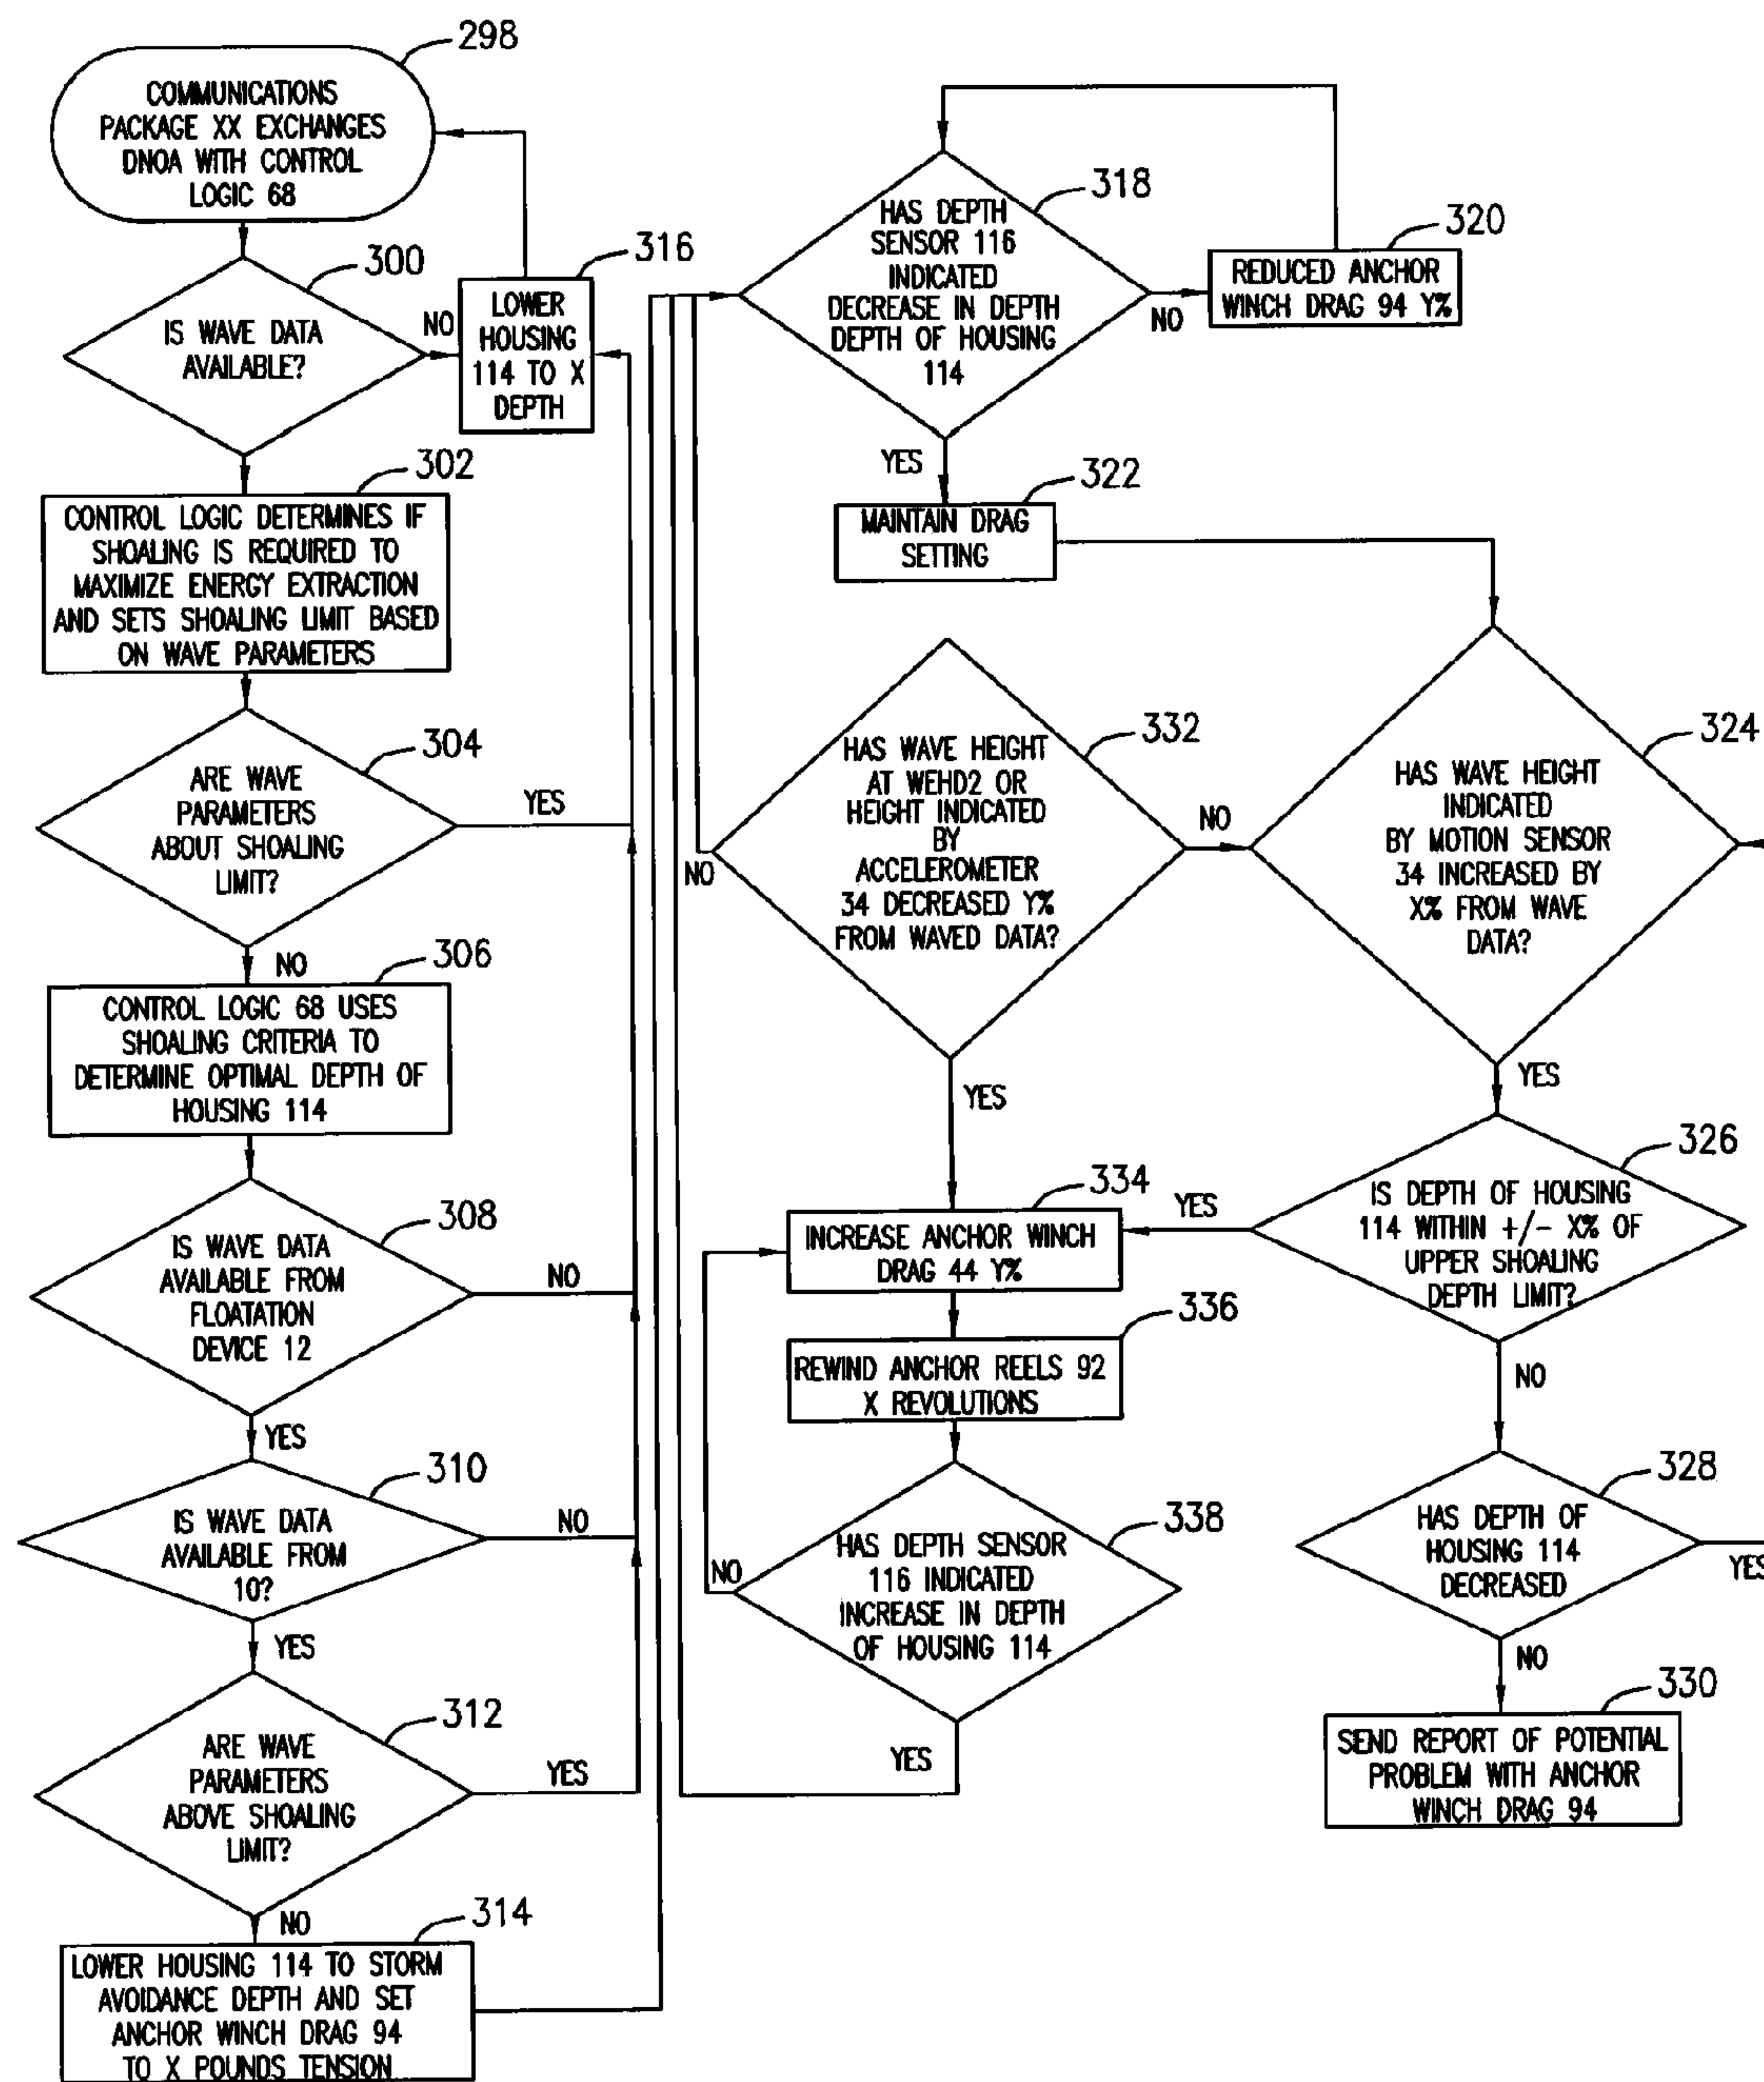 298
COMMUNICATIONS
PACKAGE XX EXCHANGES
DNOA WITH CONTROL
LOGIC 68
300
IS WAVE DATA
AVAILABLE?
NO
316
LOWER
HOUSING
114 TO X
DEPTH
302
CONTROL LOGIC DETERMINES IF
SHOALING IS REQUIRED TO
MAXIMIZE ENERGY EXTRACTION
AND SETS SHOALING LIMIT BASED
ON WAVE PARAMETERS
304
ARE WAVE
PARAMETERS
ABOUT SHOALING
LIMIT?
YES
NO
306
CONTROL LOGIC 68 USES
SHOALING CRITERIA TO
DETERMINE OPTIMAL DEPTH OF
HOUSING 114
308
IS WAVE DATA
AVAILABLE FROM
FLOATATION
DEVICE 12
NO
YES
310
IS WAVE DATA
AVAILABLE FROM
10?
NO
YES
312
ARE WAVE
PARAMETERS
ABOVE SHOALING
LIMIT?
YES
NO
314
LOWER HOUSING 114 TO STORM
AVOIDANCE DEPTH AND SET
ANCHOR WINCH DRAG 94
TO X POUNDS TENSION
318
HAS DEPTH
SENSOR 116
INDICATED
DECREASE IN DEPTH
DEPTH OF HOUSING
114
NO
320
REDUCED ANCHOR
WINCH DRAG 94 Y%
YES
322
MAINTAIN DRAG
SETTING
332
HAS WAVE HEIGHT
AT WEHD2 OR
HEIGHT INDICATED
BY
ACCELEROMETER
34 DECREASED Y%
FROM WAVED DATA?
NO
NO
YES
324
HAS WAVE HEIGHT
INDICATED
BY MOTION SENSOR
34 INCREASED BY
X% FROM WAVE
DATA?
YES
326
IS DEPTH OF HOUSING
114 WITHIN +/- X% OF
UPPER SHOALING
DEPTH LIMIT?
YES
NO
334
INCREASE ANCHOR WINCH
DRAG 44 Y%
336
REWIND ANCHOR REELS 92
X REVOLUTIONS
338
HAS DEPTH SENSOR
116 INDICATED
INCREASE IN DEPTH
OF HOUSING 114
NO
YES
328
HAS DEPTH OF
HOUSING 114
DECREASED
YES
NO
330
SEND REPORT OF POTENTIAL
PROBLEM WITH ANCHOR
WINCH DRAG 94